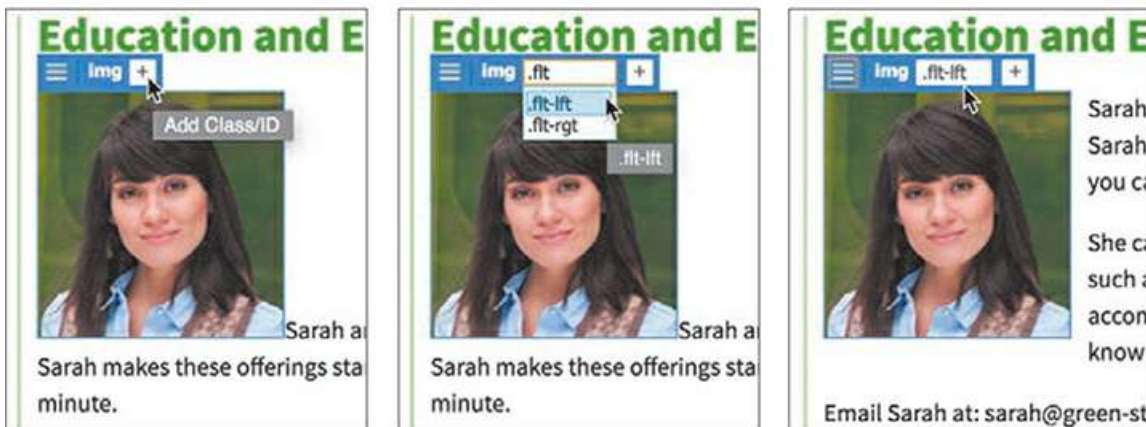 Education and E
Img +
Add Class/ID
Sarah a
Sarah makes these offerings sta
minute.
Education and E
Img .flt +
.flt-lft
.flt-rgt
.flt-lft
Sarah a
Sarah makes these offerings sta
minute.
Education and E
Img .flt-lft +
Sarah
Sarah
you ca
She ca
such a
accon
know
Email Sarah at: sarah@green-st